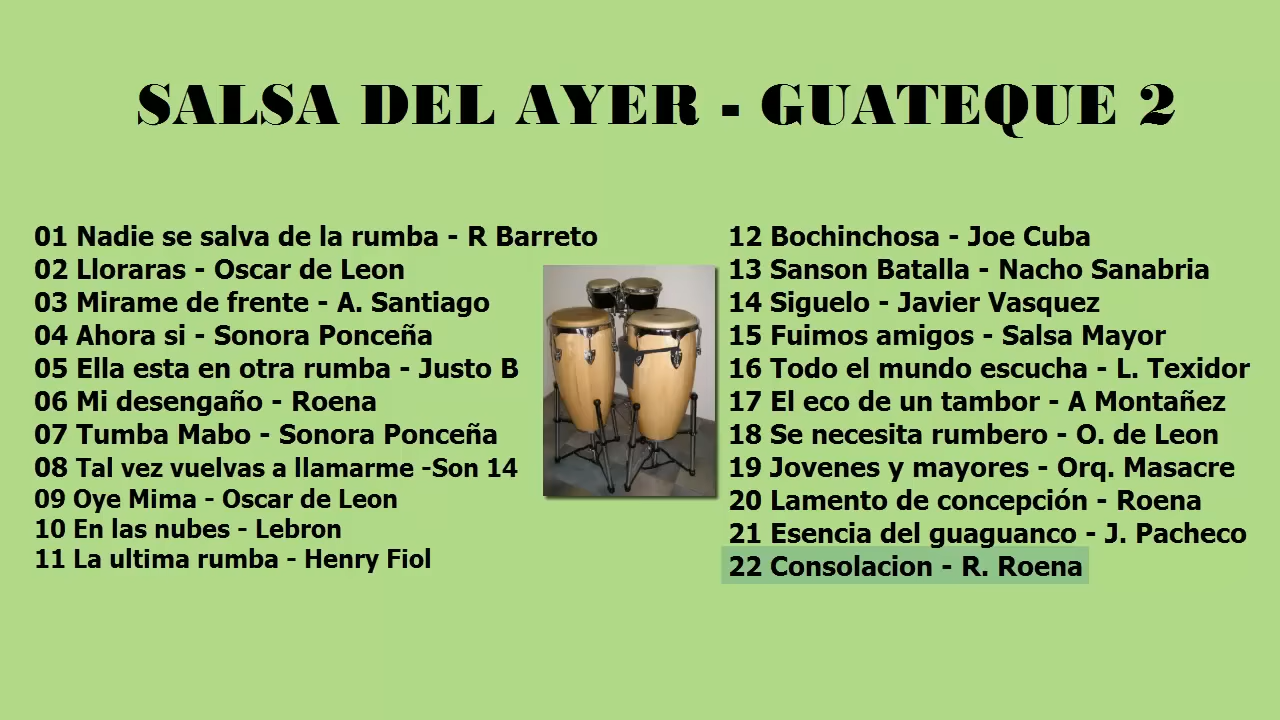 SALSA DEL AYER - GUATEQUE 2
01 Nadie se salva de la rumba - R Barreto
02 Lloraras - Oscar de Leon
03 Mirame de frente - A. Santiago
04 Ahora si - Sonora Ponceña
05 Ella esta en otra rumba - Justo B
06 Mi desengaño - Roena
07 Tumba Mabo - Sonora Ponceña
08 Tal vez vuelvas a llamarme -Son 14
09 Oye Mima - Oscar de Leon
10 En las nubes - Lebron
11 La ultima rumba - Henry Fiol
12 Bochinchosa - Joe Cuba
13 Sanson Batalla - Nacho Sanabria
14 Siguelo - Javier Vasquez
15 Fuimos amigos - Salsa Mayor
16 Todo el mundo escucha - L. Texidor
17 El eco de un tambor - A Montañez
18 Se necesita rumbero - O. de Leon
19 Jovenes y mayores - Orq. Masacre
20 Lamento de concepción - Roena
21 Esencia del guaguanco - J. Pacheco
22 Consolacion - R. Roena